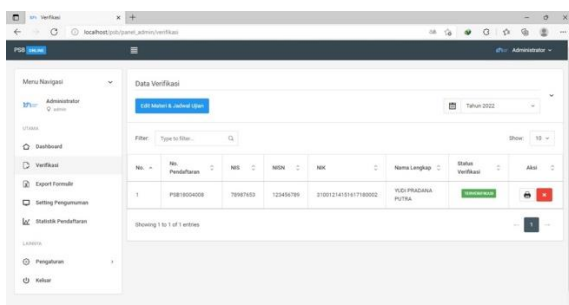 Verifikasi
localhost/psb/panel_admin/verifikasi
PSB ONLINE
Administrator
Menu Navigasi
Administrator
admin
UTAMA
Dashboard
Verifikasi
Export Formulir
Setting Pengumuman
Statistik Pendaftaran
LAINNYA
Pengaturan
Keluar
Data Verifikasi
Edit Materi & Jadwal Ujian
Tahun 2022
Filter: Type to filter...
Show: 10
No. No. Pendaftaran NIS NISN NIK Nama Lengkap Status Verifikasi Aksi
1 PSB18004008 78987655 123456789 YUDI PRADANA PUTRA TERVERIFIKASI
Showing 1 to 1 of 1 entries
1